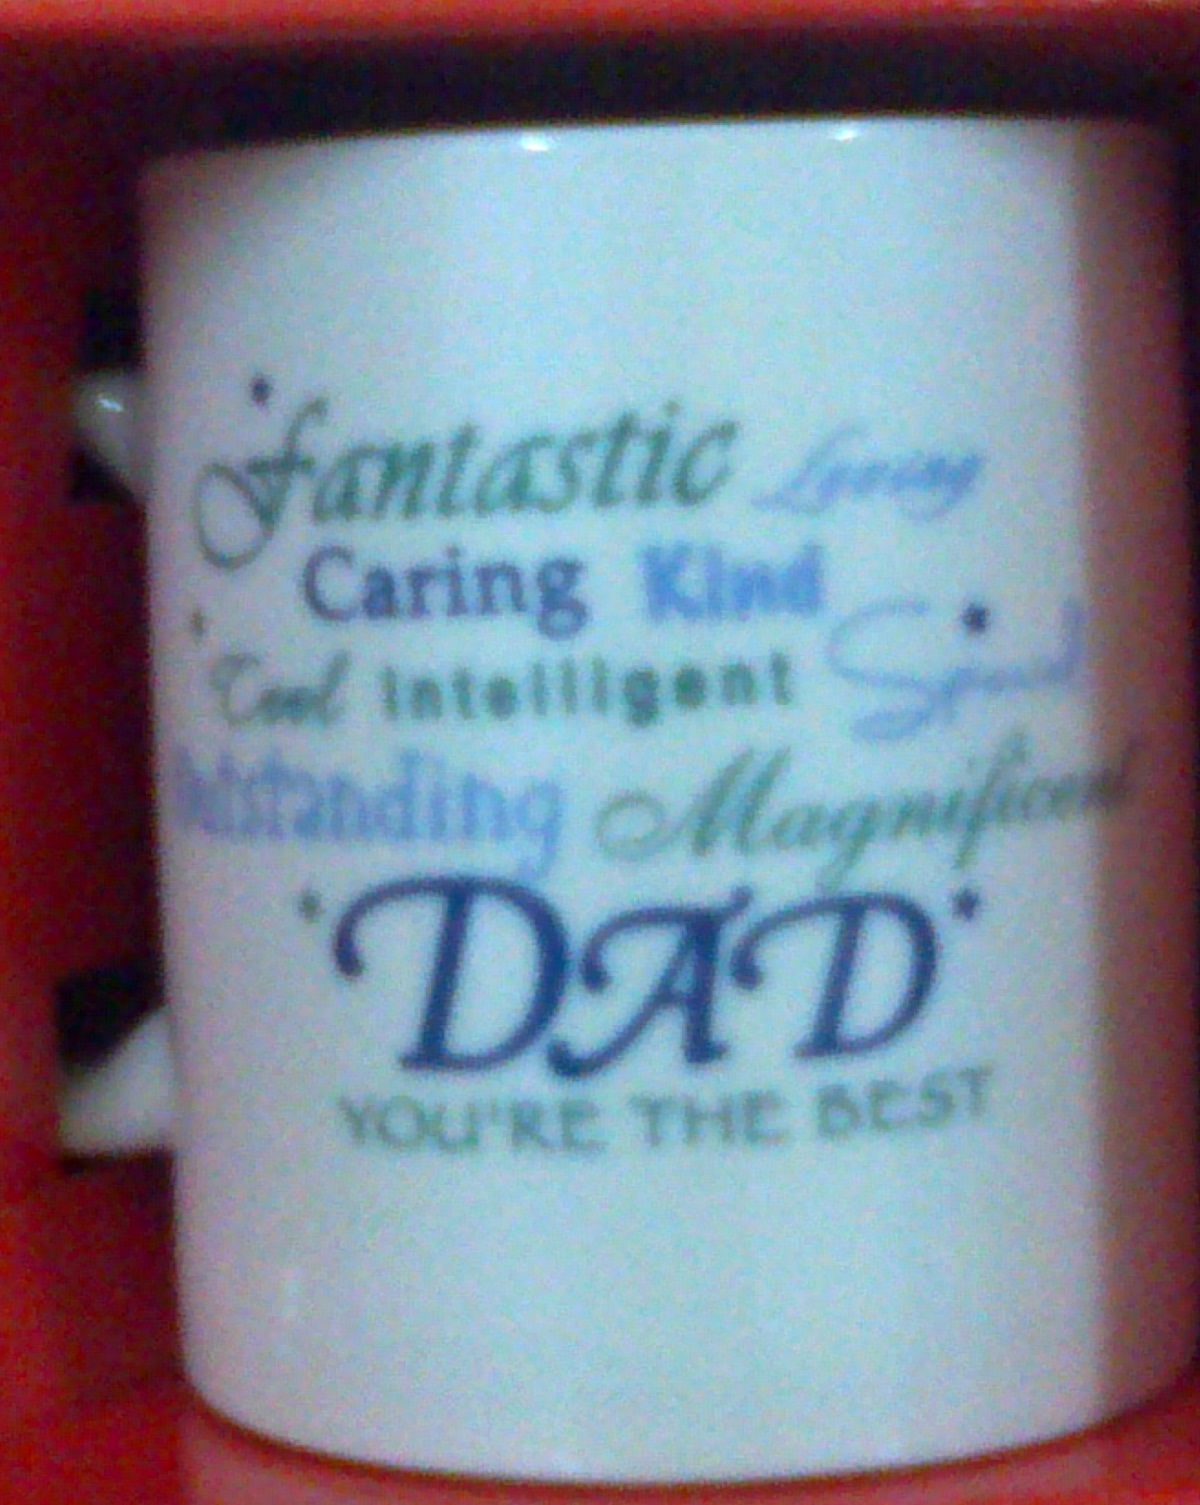 fantastic Loving
Caring Kind
Cool Intelligent Special
Outstanding Magnificent
DAD
YOU'RE THE BEST